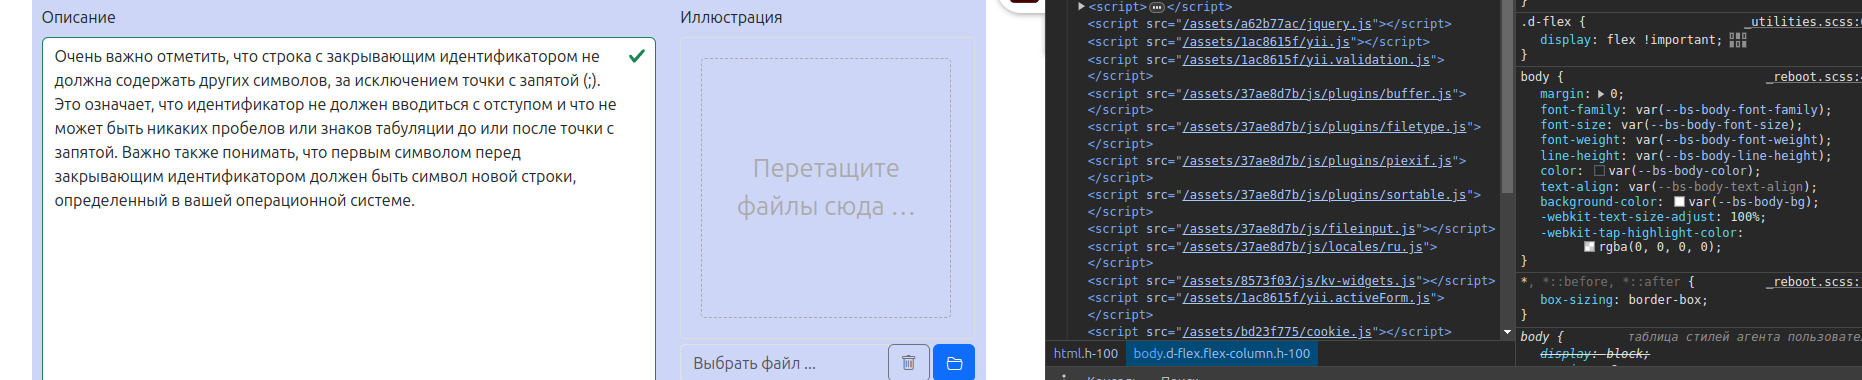 Описание
Очень важно отметить, что строка с закрывающим идентификатором не
должна содержать других символов, за исключением точки с запятой (;).
Это означает, что идентификатор не должен вводиться с отступом и что не
может быть никаких пробелов или знаков табуляции до или после точки с
запятой. Важно также понимать, что первым символом перед
закрывающим идентификатором должен быть символ новой строки,
определенный в вашей операционной системе.
Иллюстрация
Перетащите
файлы сюда ...
Выбрать файл ...
<script> ... </script>
<script src="/assets/a62b77ac/jquery.js"></script>
<script src="/assets/1ac8615f/yii.js"></script>
<script src="/assets/1ac8615f/yii.validation.js">
</script>
<script src="/assets/37ae8d7b/js/plugins/buffer.js">
</script>
<script src="/assets/37ae8d7b/js/plugins/filetype.js">
</script>
<script src="/assets/37ae8d7b/js/plugins/piexif.js">
</script>
<script src="/assets/37ae8d7b/js/plugins/sortable.js">
</script>
<script src="/assets/37ae8d7b/js/fileinput.js"></script>
<script src="/assets/37ae8d7b/js/locales/ru.js">
</script>
<script src="/assets/8573f03/js/kv-widgets.js"></script>
<script src="/assets/1ac8615f/yii.activeForm.js">
</script>
<script src="/assets/bd23f775/cookie.js"></script>
html.h-100 body.d-flex.flex-column.h-100
}
.d-flex { _utilities.scss:
display: flex !important;
}
body { _reboot.scss:
margin: 0;
font-family: var(--bs-body-font-family);
font-size: var(--bs-body-font-size);
font-weight: var(--bs-body-font-weight);
line-height: var(--bs-body-line-height);
color: var(--bs-body-color);
text-align: var(--bs-body-text-align);
background-color: var(--bs-body-bg);
-webkit-text-size-adjust: 100%;
-webkit-tap-highlight-color:
rgba(0, 0, 0, 0);
}
*, *::before, *::after { _reboot.scss:
box-sizing: border-box;
}
body { таблица стилей агента пользовате
display: block;